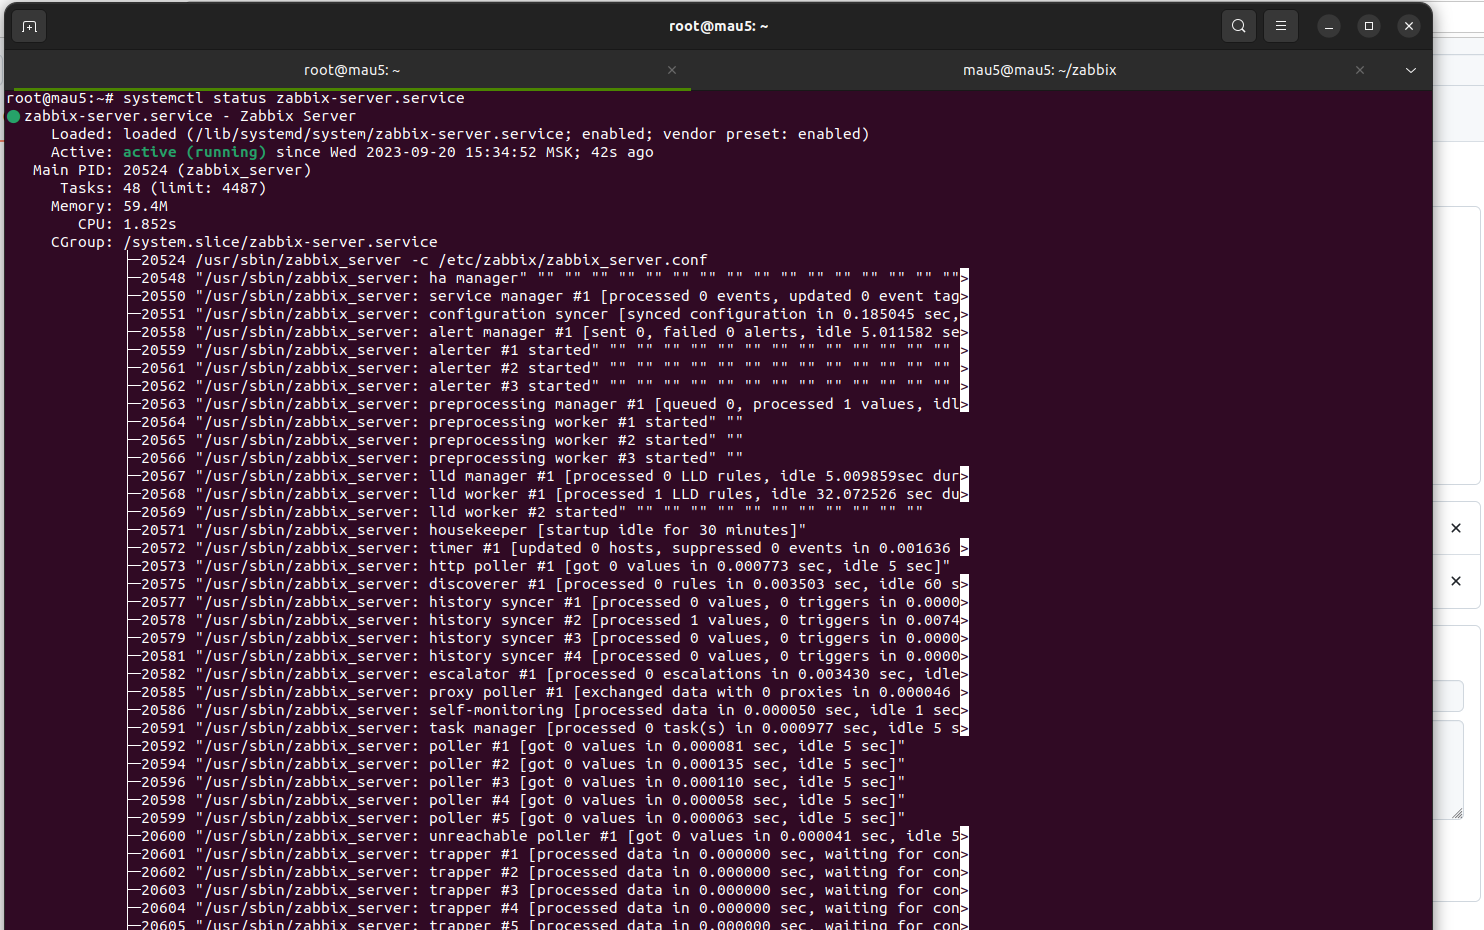 root@mau5: ~
root@mau5: ~
mau5@mau5: ~/zabbix
root@mau5:~# systemctl status zabbix-server.service
zabbix-server.service - Zabbix Server
Loaded: loaded (/lib/systemd/system/zabbix-server.service; enabled; vendor preset: enabled)
Active: active (running) since Wed 2023-09-20 15:34:52 MSK; 42s ago
Main PID: 20524 (zabbix_server)
Tasks: 48 (limit: 4487)
Memory: 59.4M
CPU: 1.852s
CGroup: /system.slice/zabbix-server.service
├─20524 /usr/sbin/zabbix_server -c /etc/zabbix/zabbix_server.conf
├─20548 "/usr/sbin/zabbix_server: ha manager" "" "" "" "" "" "" "" "" "" "" "" "" "" "" "" "">
├─20550 "/usr/sbin/zabbix_server: service manager #1 [processed 0 events, updated 0 event tag>
├─20551 "/usr/sbin/zabbix_server: configuration syncer [synced configuration in 0.185045 sec,>
├─20558 "/usr/sbin/zabbix_server: alert manager #1 [sent 0, failed 0 alerts, idle 5.011582 se>
├─20559 "/usr/sbin/zabbix_server: alerter #1 started" "" "" "" "" "" "" "" "" "" "" "" "" "" >
├─20561 "/usr/sbin/zabbix_server: alerter #2 started" "" "" "" "" "" "" "" "" "" "" "" "" "" >
├─20562 "/usr/sbin/zabbix_server: alerter #3 started" "" "" "" "" "" "" "" "" "" "" "" "" "" >
├─20563 "/usr/sbin/zabbix_server: preprocessing manager #1 [queued 0, processed 1 values, idl>
├─20564 "/usr/sbin/zabbix_server: preprocessing worker #1 started" ""
├─20565 "/usr/sbin/zabbix_server: preprocessing worker #2 started" ""
├─20566 "/usr/sbin/zabbix_server: preprocessing worker #3 started" ""
├─20567 "/usr/sbin/zabbix_server: lld manager #1 [processed 0 LLD rules, idle 5.009859sec dur>
├─20568 "/usr/sbin/zabbix_server: lld worker #1 [processed 1 LLD rules, idle 32.072526 sec du>
├─20569 "/usr/sbin/zabbix_server: lld worker #2 started" "" "" "" "" "" "" "" "" "" "" ""
├─20571 "/usr/sbin/zabbix_server: housekeeper [startup idle for 30 minutes]"
├─20572 "/usr/sbin/zabbix_server: timer #1 [updated 0 hosts, suppressed 0 events in 0.001636 >
├─20573 "/usr/sbin/zabbix_server: http poller #1 [got 0 values in 0.000773 sec, idle 5 sec]"
├─20575 "/usr/sbin/zabbix_server: discoverer #1 [processed 0 rules in 0.003503 sec, idle 60 s>
├─20577 "/usr/sbin/zabbix_server: history syncer #1 [processed 0 values, 0 triggers in 0.0000>
├─20578 "/usr/sbin/zabbix_server: history syncer #2 [processed 1 values, 0 triggers in 0.0074>
├─20579 "/usr/sbin/zabbix_server: history syncer #3 [processed 0 values, 0 triggers in 0.0000>
├─20581 "/usr/sbin/zabbix_server: history syncer #4 [processed 0 values, 0 triggers in 0.0000>
├─20582 "/usr/sbin/zabbix_server: escalator #1 [processed 0 escalations in 0.003430 sec, idle>
├─20585 "/usr/sbin/zabbix_server: proxy poller #1 [exchanged data with 0 proxies in 0.000046 >
├─20586 "/usr/sbin/zabbix_server: self-monitoring [processed data in 0.000050 sec, idle 1 sec>
├─20591 "/usr/sbin/zabbix_server: task manager [processed 0 task(s) in 0.000977 sec, idle 5 s>
├─20592 "/usr/sbin/zabbix_server: poller #1 [got 0 values in 0.000081 sec, idle 5 sec]"
├─20594 "/usr/sbin/zabbix_server: poller #2 [got 0 values in 0.000135 sec, idle 5 sec]"
├─20596 "/usr/sbin/zabbix_server: poller #3 [got 0 values in 0.000110 sec, idle 5 sec]"
├─20598 "/usr/sbin/zabbix_server: poller #4 [got 0 values in 0.000058 sec, idle 5 sec]"
├─20599 "/usr/sbin/zabbix_server: poller #5 [got 0 values in 0.000063 sec, idle 5 sec]"
├─20600 "/usr/sbin/zabbix_server: unreachable poller #1 [got 0 values in 0.000041 sec, idle 5>
├─20601 "/usr/sbin/zabbix_server: trapper #1 [processed data in 0.000000 sec, waiting for con>
├─20602 "/usr/sbin/zabbix_server: trapper #2 [processed data in 0.000000 sec, waiting for con>
├─20603 "/usr/sbin/zabbix_server: trapper #3 [processed data in 0.000000 sec, waiting for con>
├─20604 "/usr/sbin/zabbix_server: trapper #4 [processed data in 0.000000 sec, waiting for con>
├─20605 "/usr/sbin/zabbix_server: trapper #5 [processed data in 0.000000 sec, waiting for con>